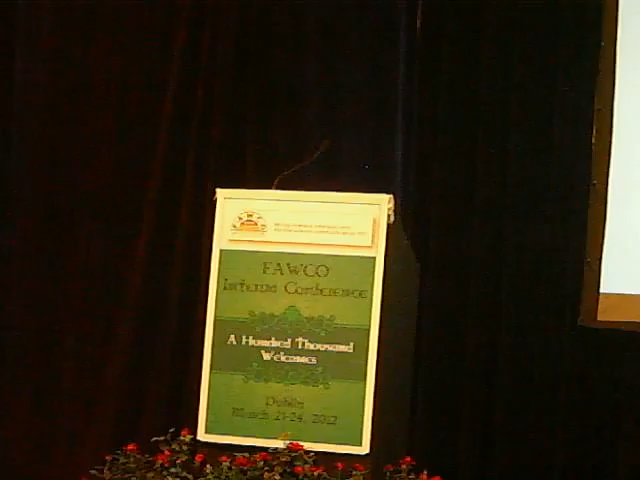 FAWCO
Interim Conference
A Hundred Thousand
Welcomes
Dublin
March 21-24, 2012